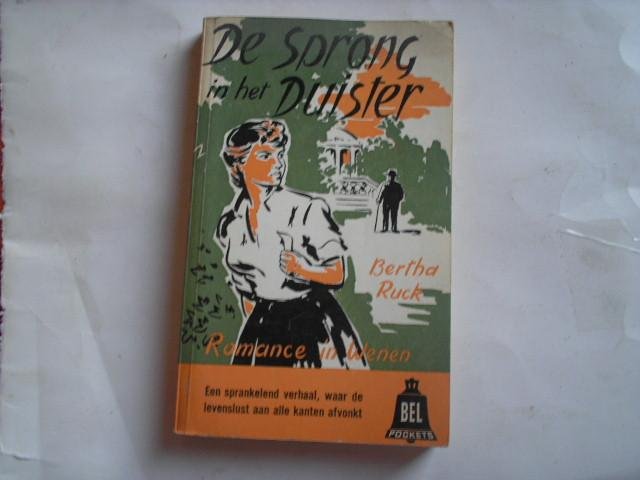 De Sprong
in het Duister
Bertha
Ruck
Romance in Wenen
Een sprankelend verhaal, waar de
levenslust aan alle kanten afvonkt
BEL
POCKETS